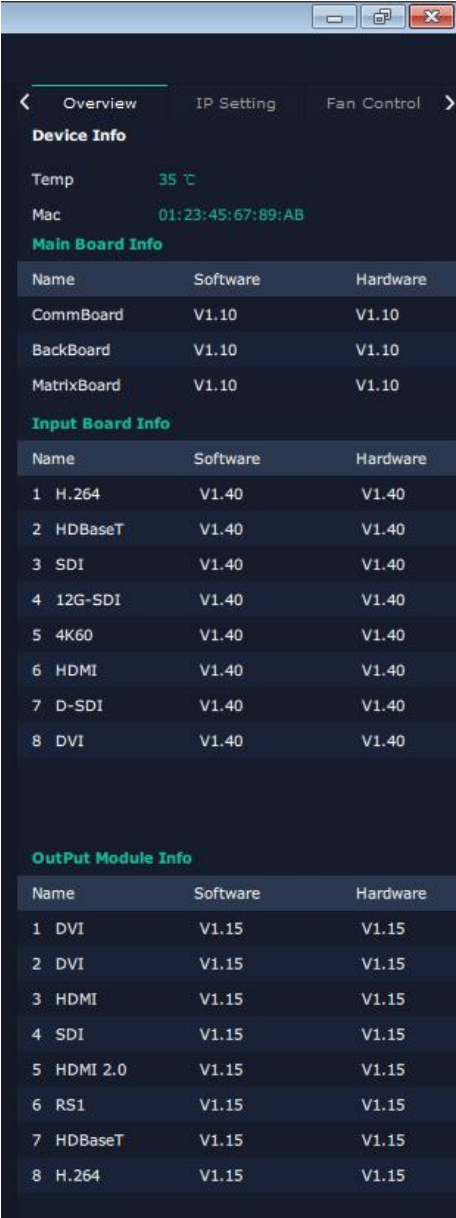 Overview IP Setting Fan Control
Device Info
Temp 35 ℃
Mac 01:23:45:67:89:AB
Main Board Info
Name Software Hardware
CommBoard V1.10 V1.10
BackBoard V1.10 V1.10
MatrixBoard V1.10 V1.10
Input Board Info
Name Software Hardware
1 H.264 V1.40 V1.40
2 HDBaseT V1.40 V1.40
3 SDI V1.40 V1.40
4 12G-SDI V1.40 V1.40
5 4K60 V1.40 V1.40
6 HDMI V1.40 V1.40
7 D-SDI V1.40 V1.40
8 DVI V1.40 V1.40
OutPut Module Info
Name Software Hardware
1 DVI V1.15 V1.15
2 DVI V1.15 V1.15
3 HDMI V1.15 V1.15
4 SDI V1.15 V1.15
5 HDMI 2.0 V1.15 V1.15
6 RS1 V1.15 V1.15
7 HDBaseT V1.15 V1.15
8 H.264 V1.15 V1.15